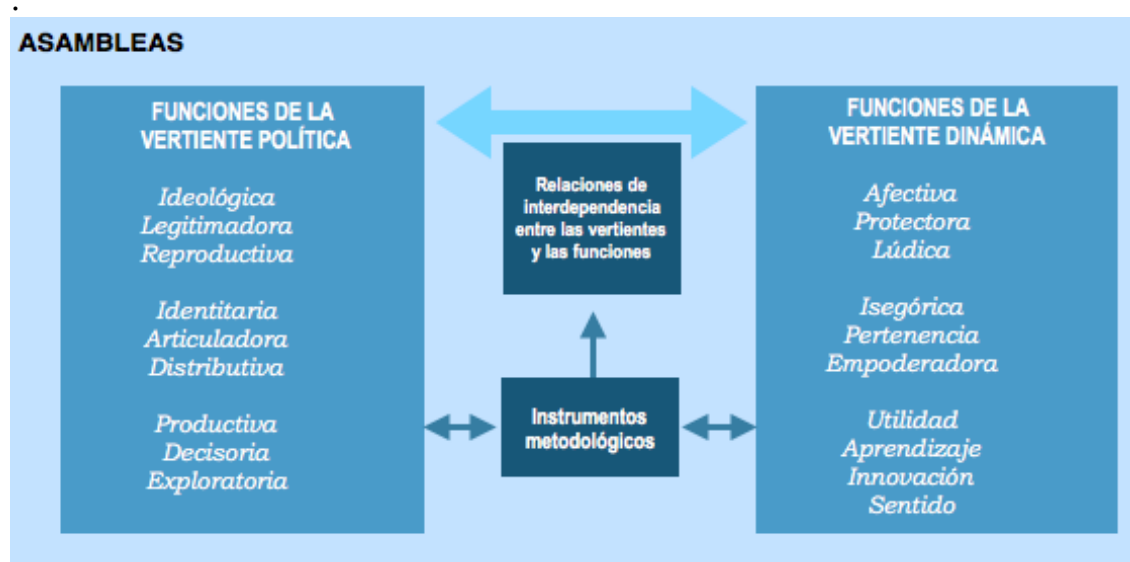 .
ASAMBLEAS
FUNCIONES DE LA
VERTIENTE POLÍTICA
Ideológica
Legitimadora
Reproductiva
Identitaria
Articuladora
Distributiva
Productiva
Decisoria
Exploratoria
Relaciones de
interdependencia
entre las vertientes
y las funciones
Instrumentos
metodológicos
FUNCIONES DE LA
VERTIENTE DINÁMICA
Afectiva
Protectora
Lúdica
Isegórica
Pertenencia
Empoderadora
Utilidad
Aprendizaje
Innovación
Sentido